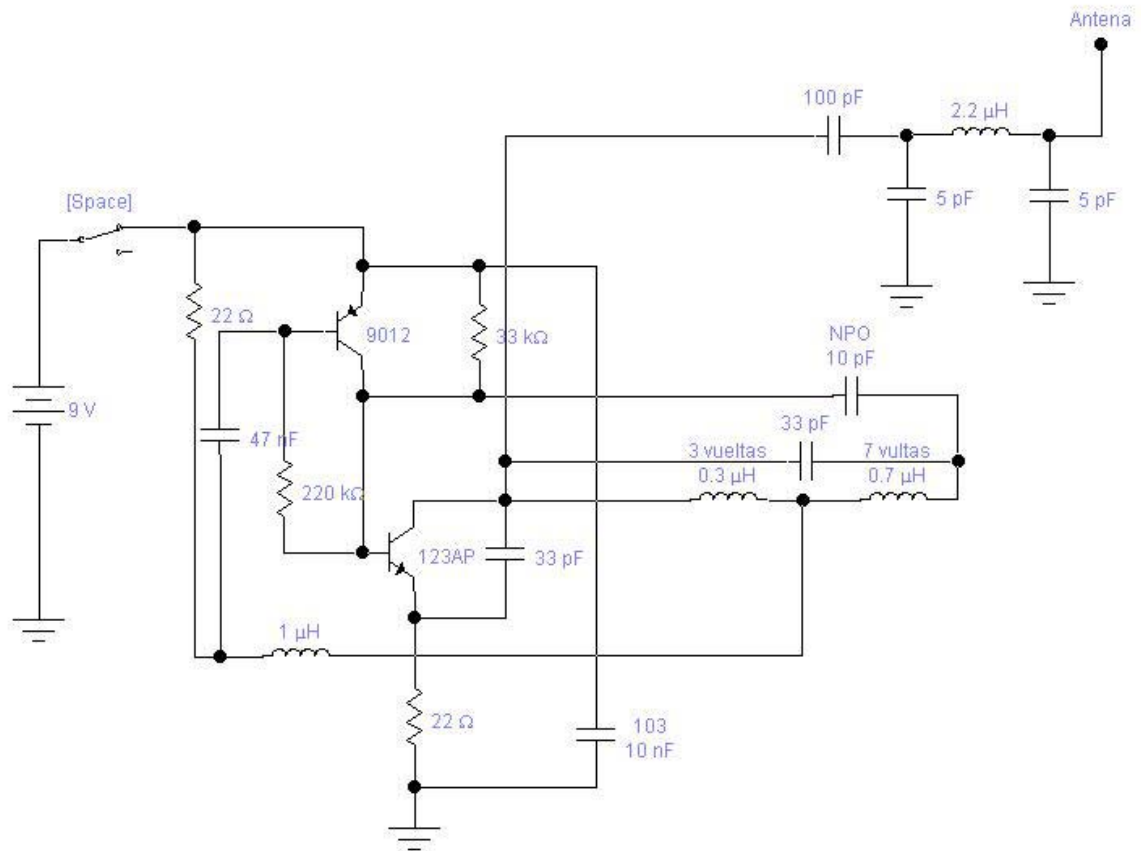 Antena
100 pF
2.2 µH
5 pF
5 pF
[Space]
22 Ω
9012
33 kΩ
NPO
10 pF
9 V
47 nF
33 pF
3 vueltas
0.3 µH
7 vultas
0.7 µH
220 kΩ
123AP
33 pF
1 µH
22 Ω
103
10 nF